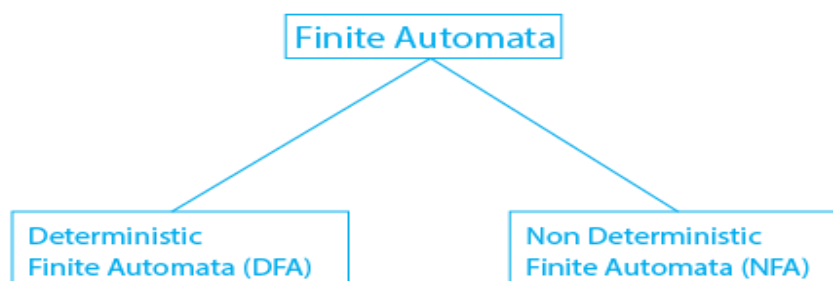 Finite Automata
Deterministic
Finite Automata (DFA)
Non Deterministic
Finite Automata (NFA)